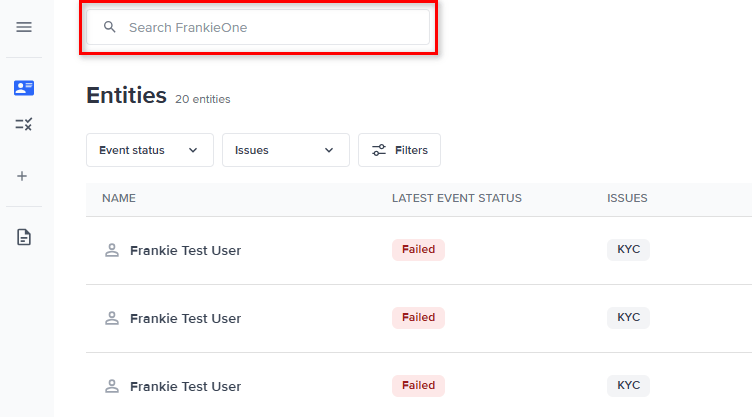 Search FrankieOne
Entities 20 entities
Event status Issues Filters
NAME LATEST EVENT STATUS ISSUES
Frankie Test User Failed KYC
Frankie Test User Failed KYC
Frankie Test User Failed KYC